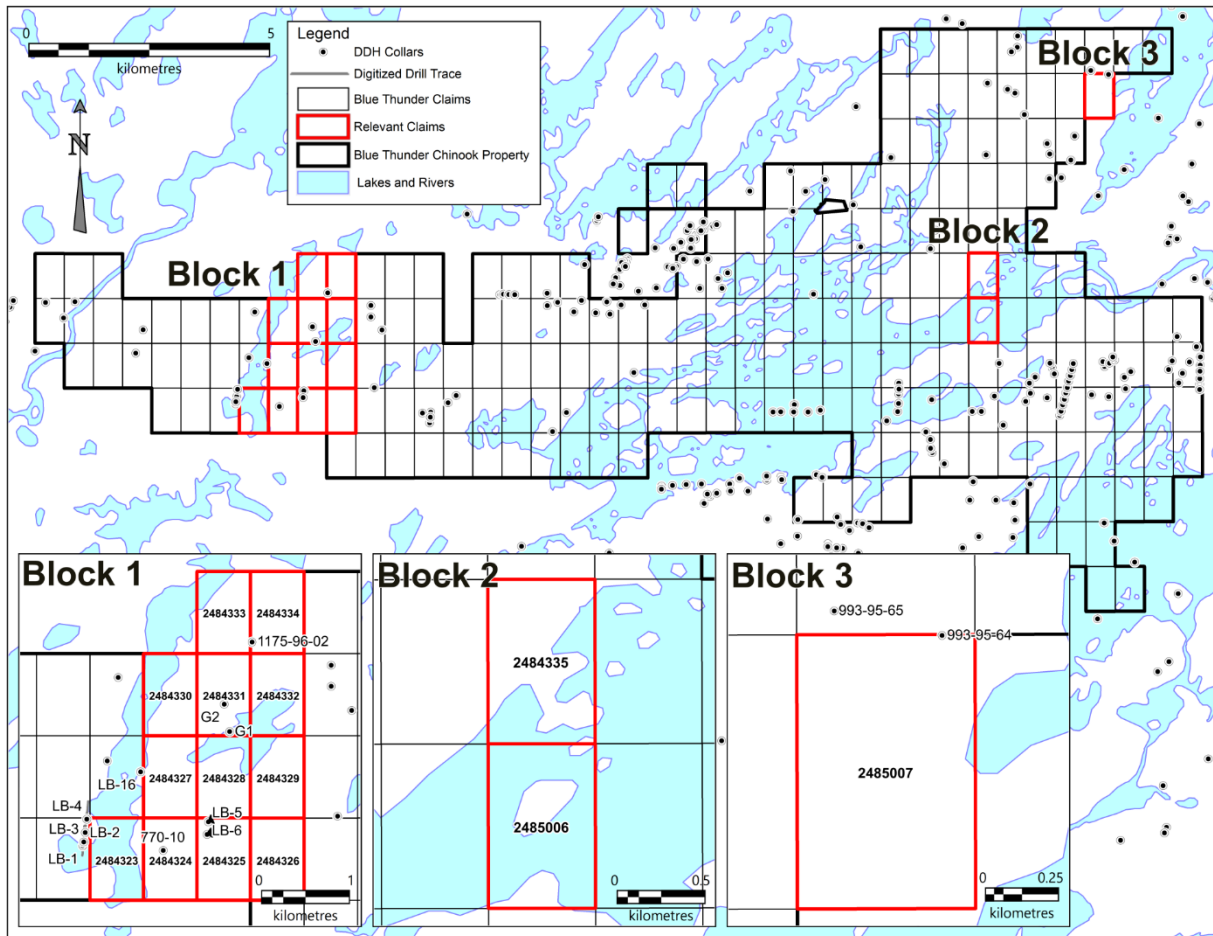 0 5
kilometres
N
Legend
DDH Collars
Digitized Drill Trace
Blue Thunder Claims
Relevant Claims
Blue Thunder Chinook Property
Lakes and Rivers
Block 3
Block 2
Block 1
Block 1
2484333 2484334
1175-96-02
2484330 2484331 2484332
G2
G1
LB-16 2484327 2484328 2484329
LB-4 LB-5
LB-3 LB-2 770-10 LB-6
LB-1 2484323 2484324 2484325 2484326
0 1
kilometres
Block 2
2484335
2485006
0 0.5
kilometres
Block 3
993-95-65
993-95-64
2485007
0 0.25
kilometres